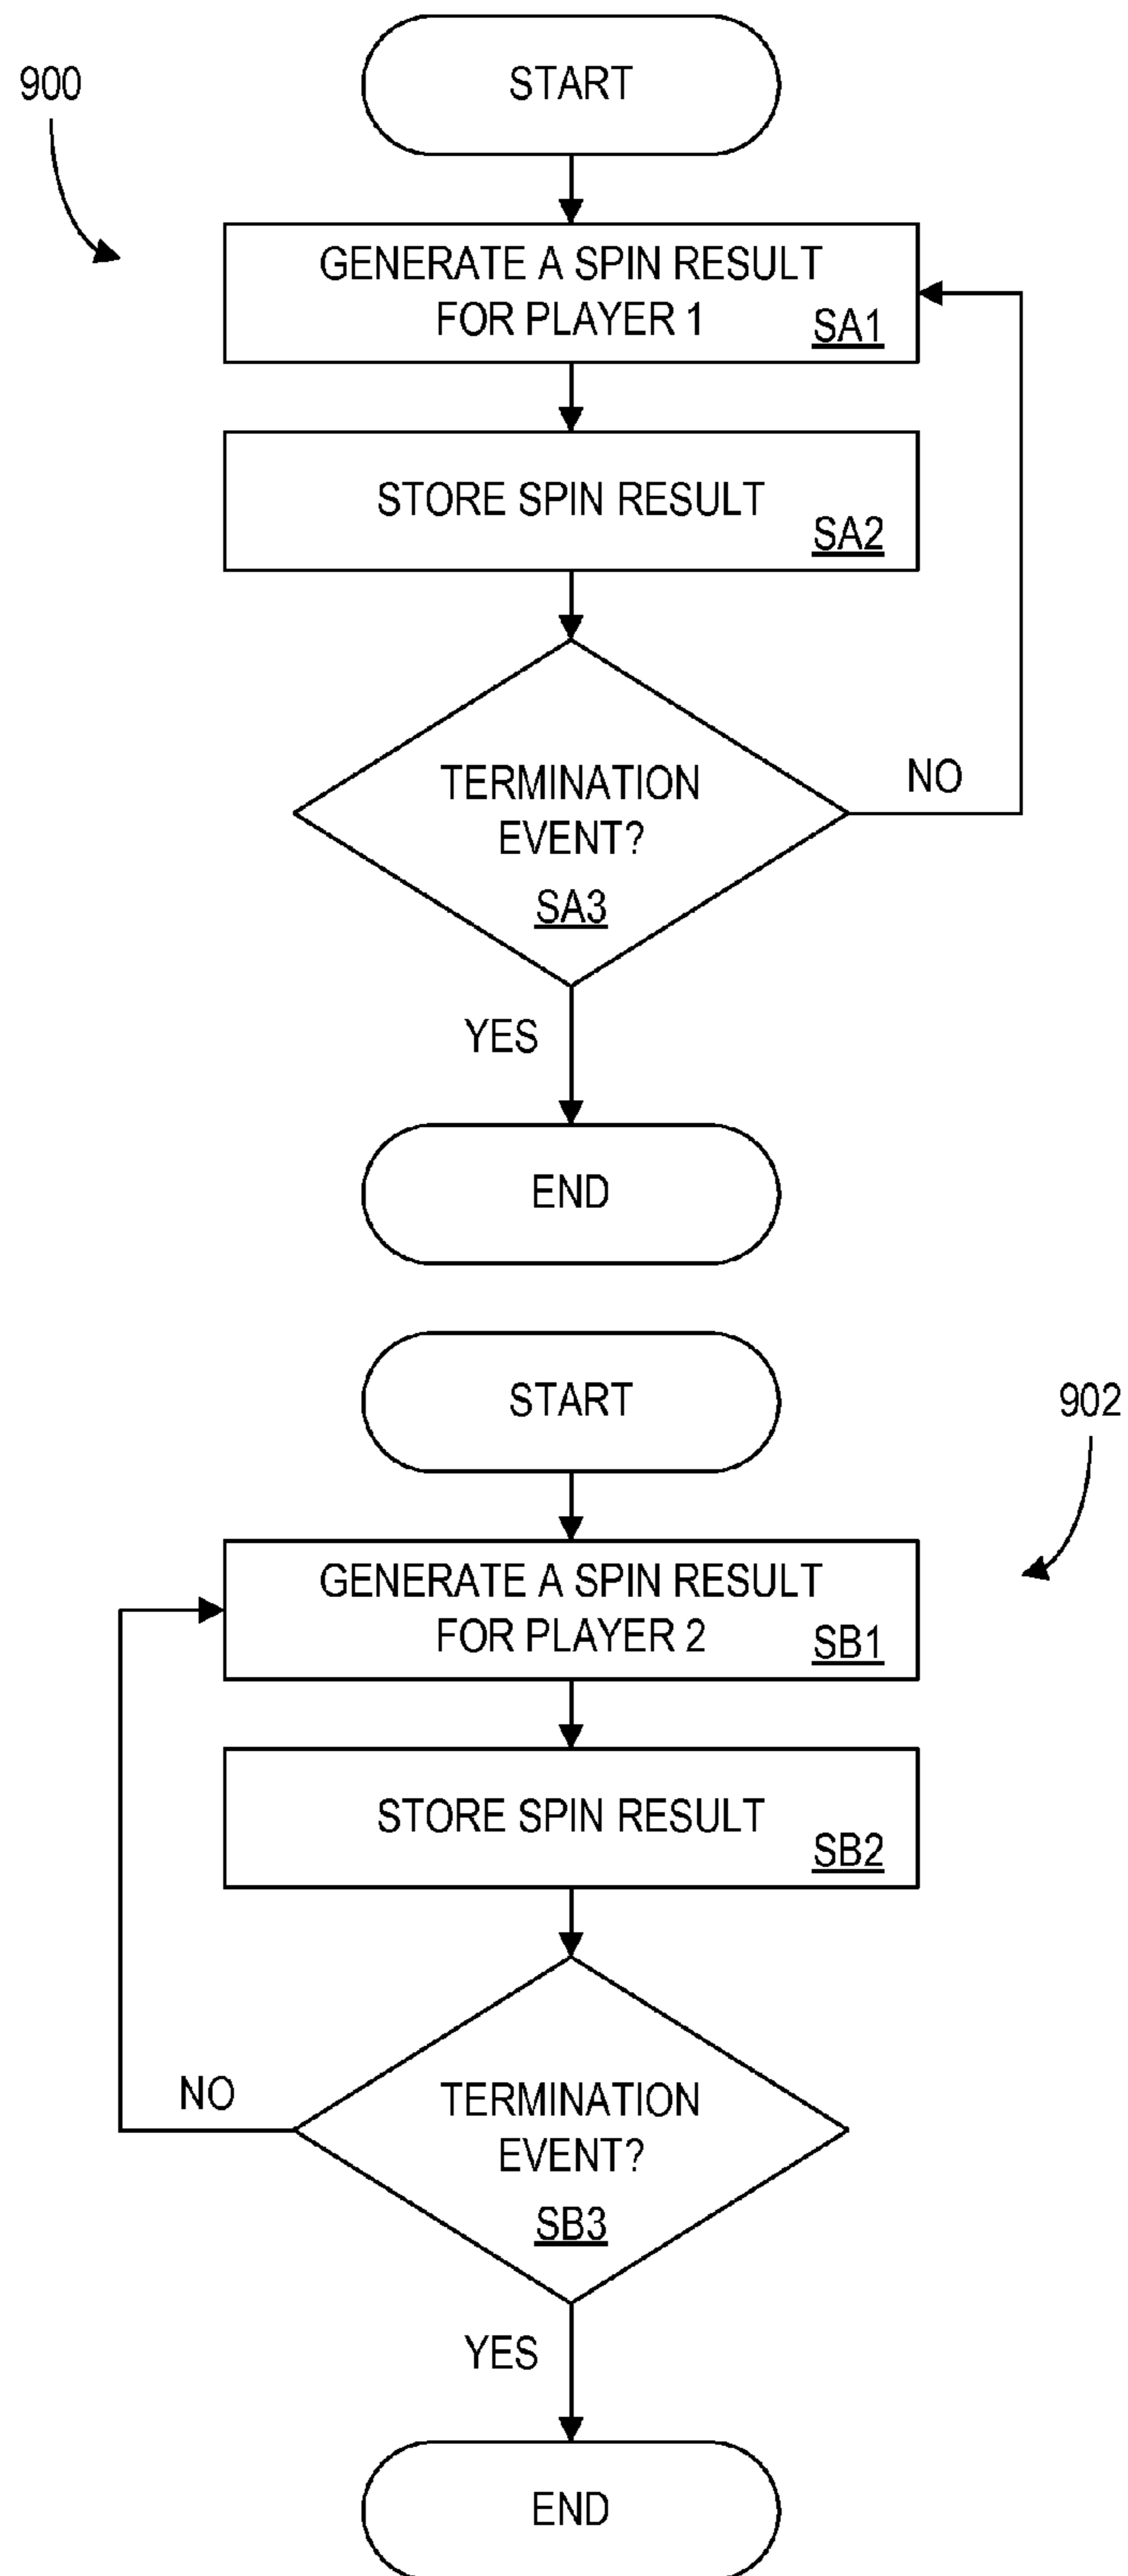 900
START
GENERATE A SPIN RESULT
FOR PLAYER 1
SA1
STORE SPIN RESULT
SA2
TERMINATION
EVENT?
SA3
NO
YES
END
START
902
GENERATE A SPIN RESULT
FOR PLAYER 2
SB1
STORE SPIN RESULT
SB2
NO
TERMINATION
EVENT?
SB3
YES
END